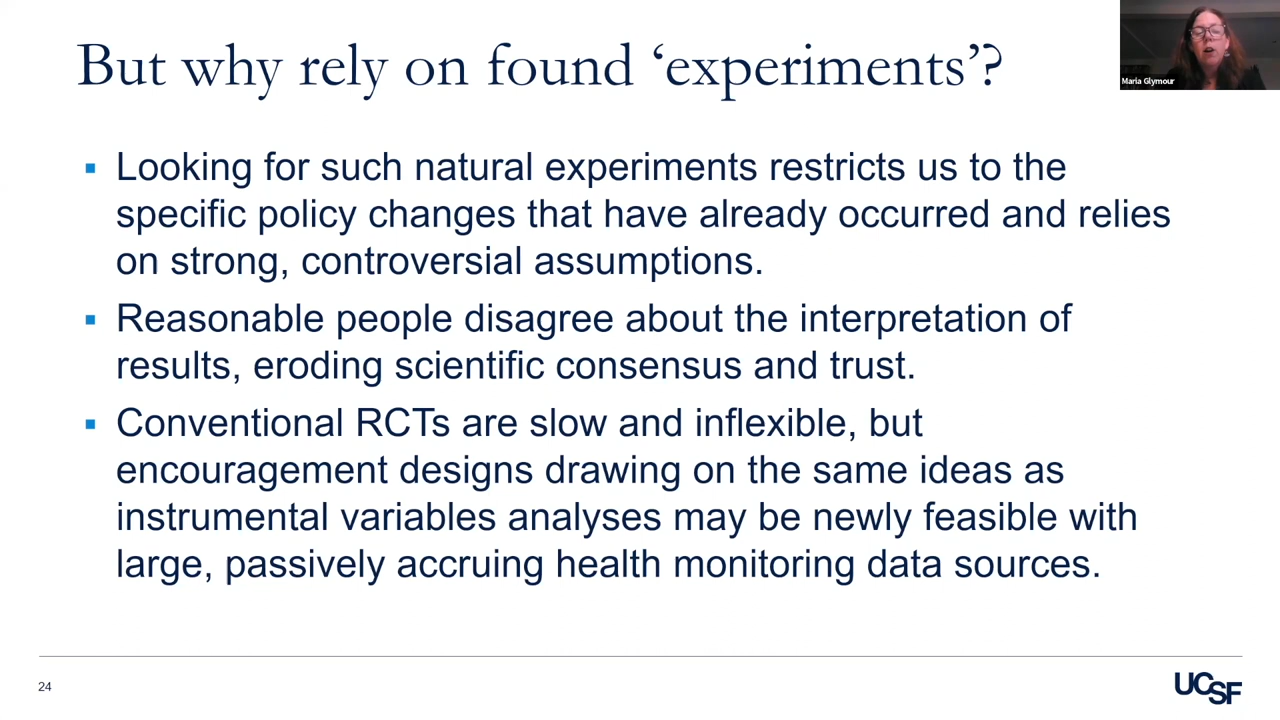 But why rely on found ‘experiments’?
Maria Glymour
Looking for such natural experiments restricts us to the
specific policy changes that have already occurred and relies
on strong, controversial assumptions.
Reasonable people disagree about the interpretation of
results, eroding scientific consensus and trust.
Conventional RCTs are slow and inflexible, but
encouragement designs drawing on the same ideas as
instrumental variables analyses may be newly feasible with
large, passively accruing health monitoring data sources.
24
UCSF